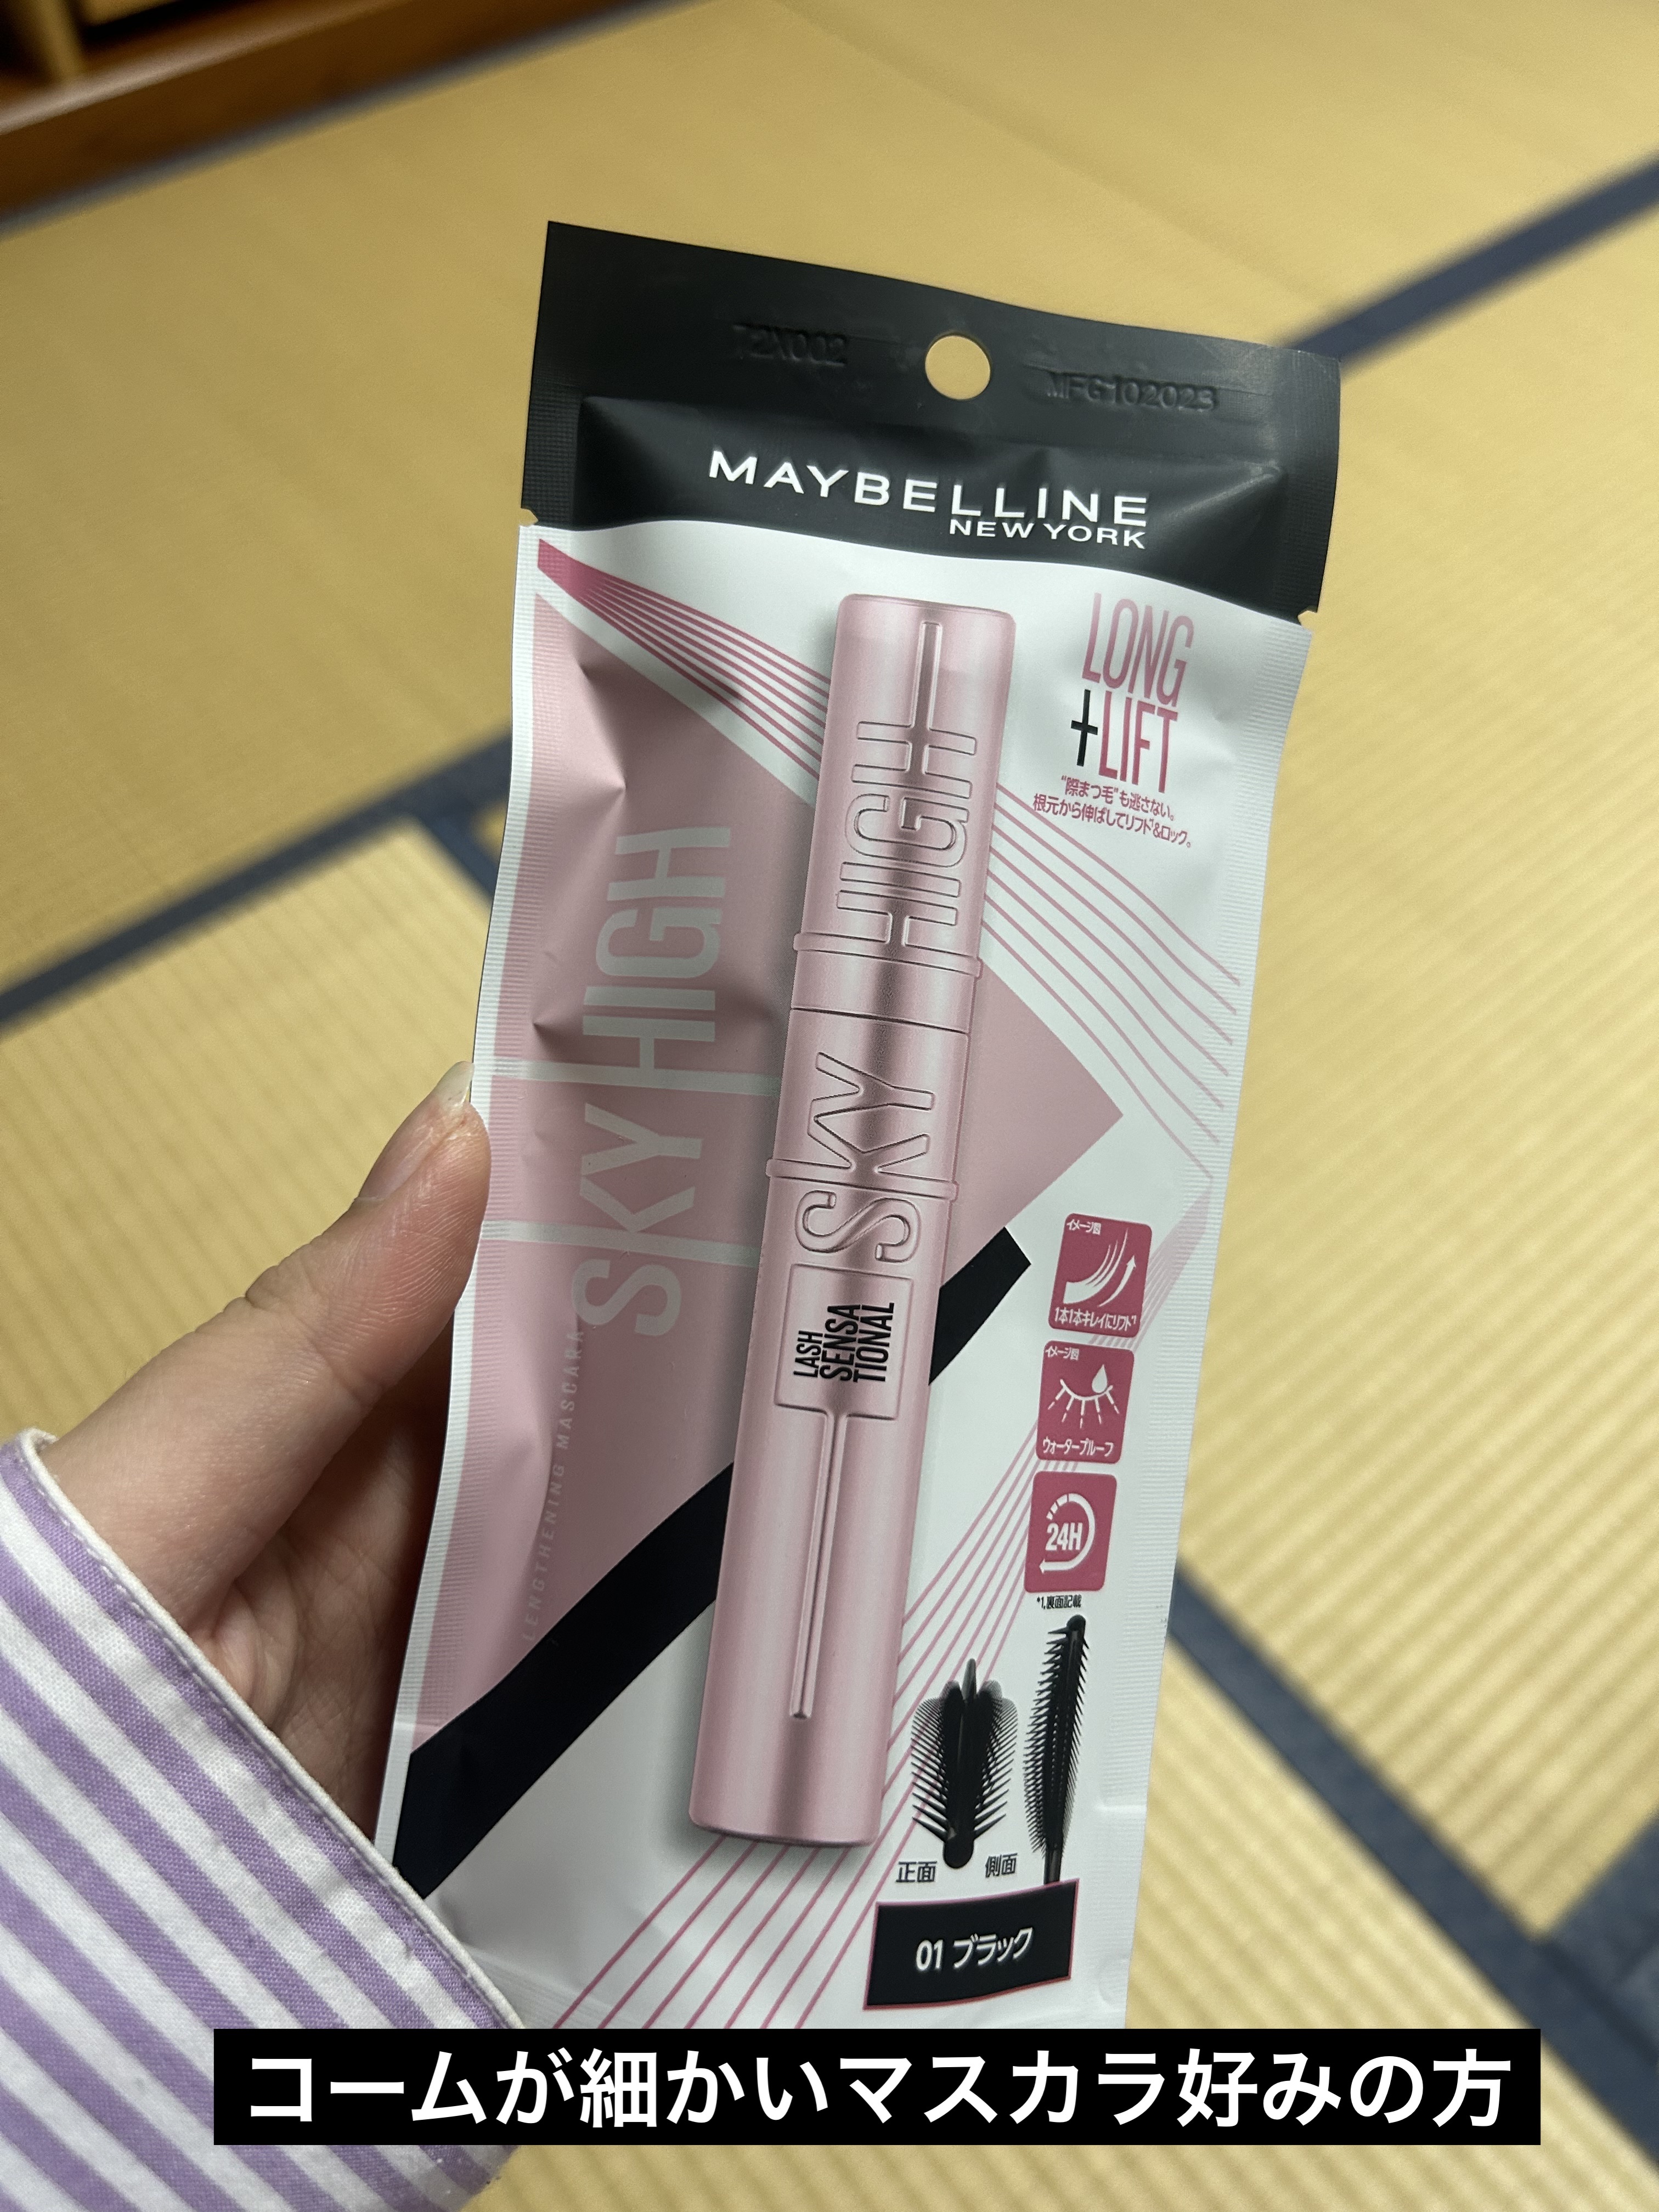 MFG102023
MAYBELLINE
NEW YORK
LONG
+LIFT
"際まつ毛"も逃さない。
根元から伸ばしてリフト*1&ロック。
SKY HIGH
LENGTHENING MASCARA
SKY HIGH
LASH
SENSA
TIONAL
イメージ図
1本1本キレイにリフト*1
イメージ図
ウォータープルーフ
24H
*1.裏面記載
正面
側面
01 ブラック
コームが細かいマスカラ好みの方